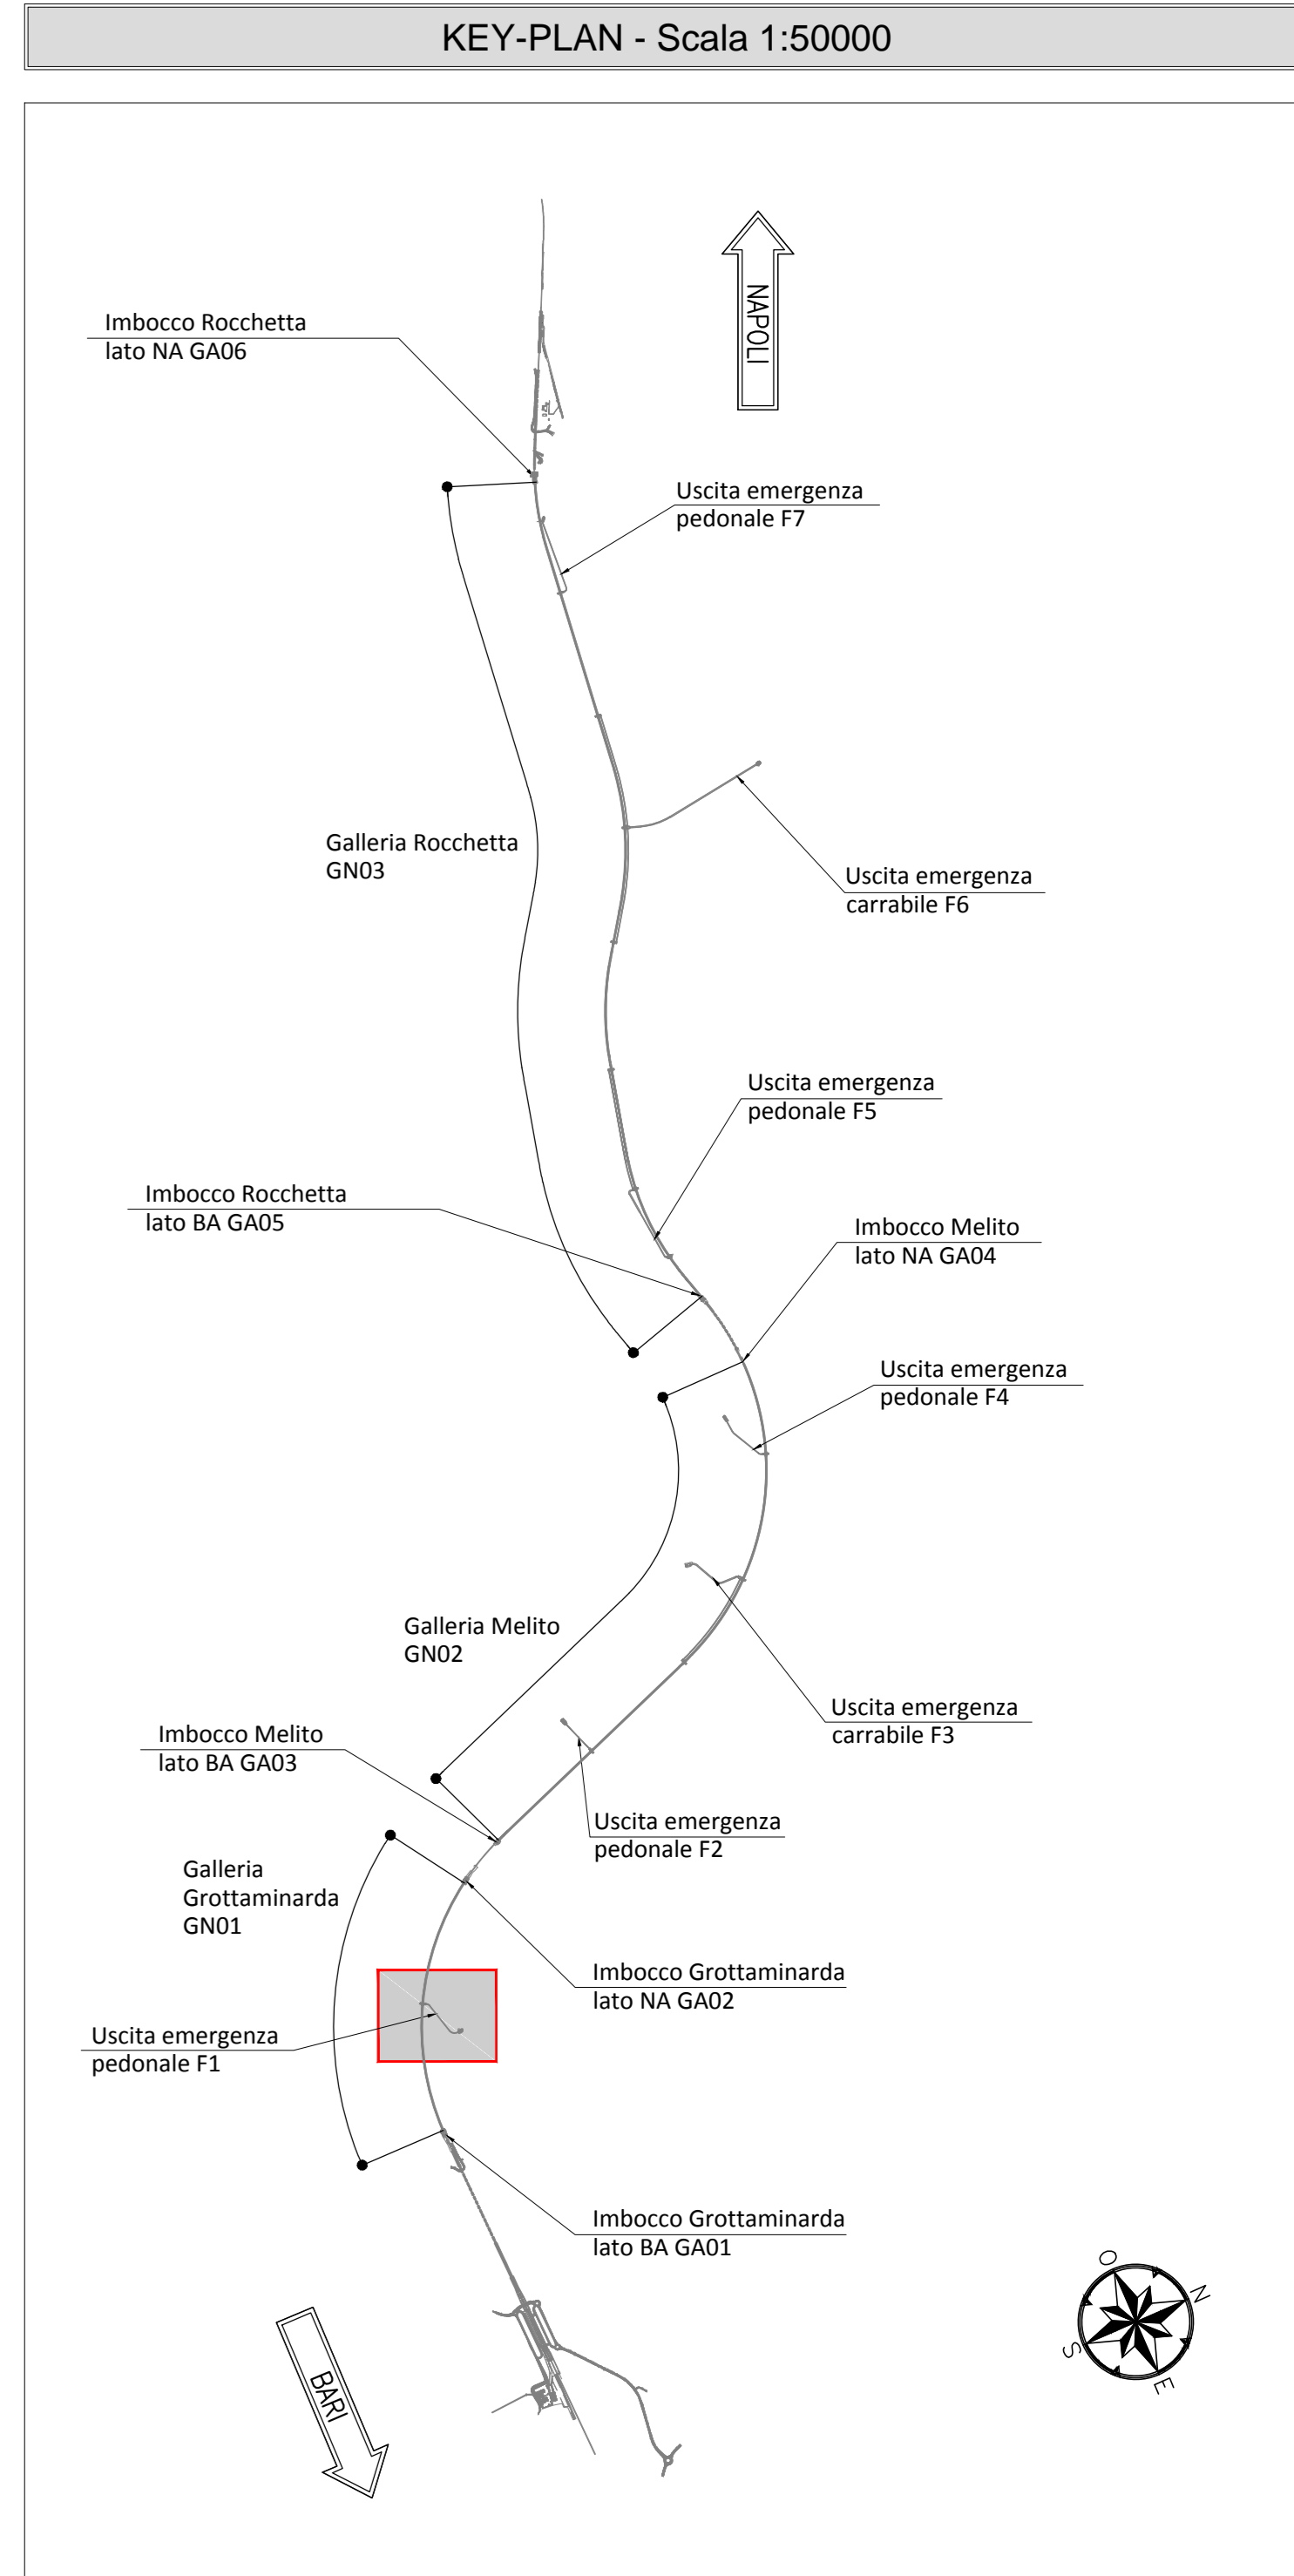 KEY-PLAN - Scala 1:50000
NAPOLI
Imbocco Rocchetta
lato NA GA06
Uscita emergenza
pedonale F7
Galleria Rocchetta
GN03
Uscita emergenza
carrabile F6
Uscita emergenza
pedonale F5
Imbocco Rocchetta
lato BA GA05
Imbocco Melito
lato NA GA04
Uscita emergenza
pedonale F4
Galleria Melito
GN02
Uscita emergenza
carrabile F3
Imbocco Melito
lato BA GA03
Uscita emergenza
pedonale F2
Galleria
Grottaminarda
GN01
Imbocco Grottaminarda
lato NA GA02
Uscita emergenza
pedonale F1
Imbocco Grottaminarda
lato BA GA01
BARI
O
N
S
E